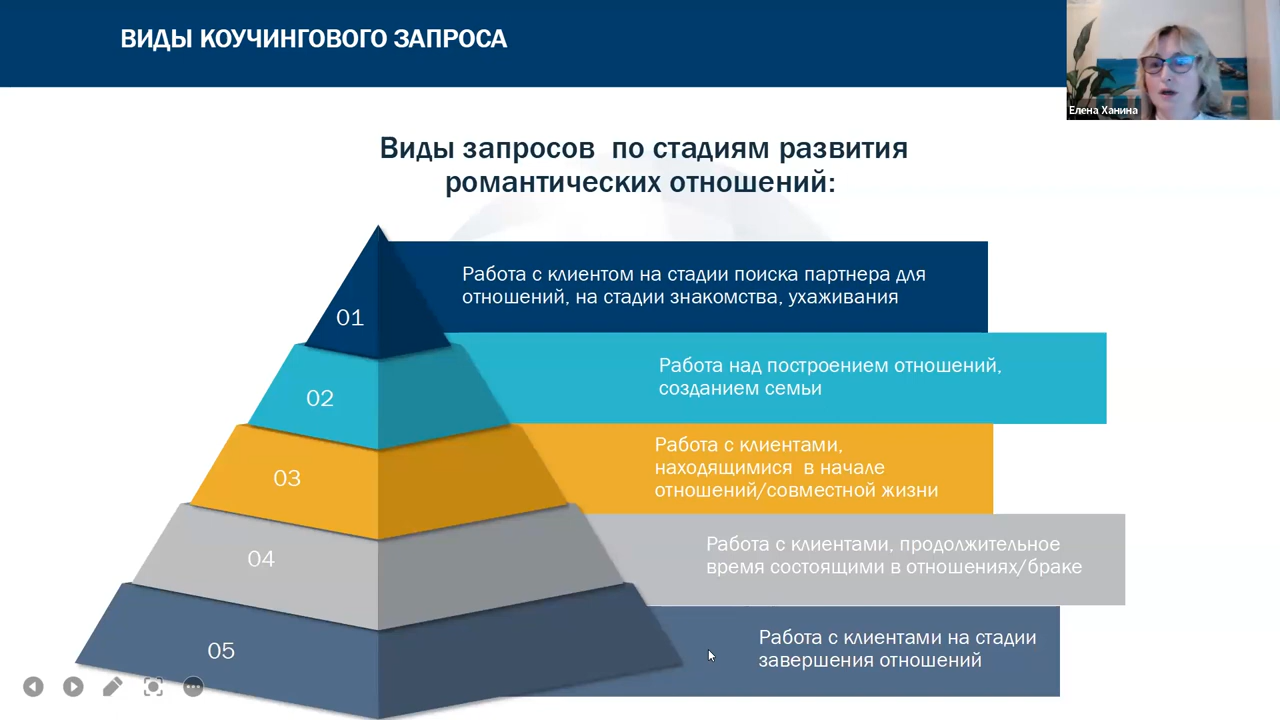 ВИДЫ КОУЧИНГОВОГО ЗАПРОСА
Елена Ханина
Виды запросов по стадиям развития
романтических отношений:
01
Работа с клиентом на стадии поиска партнера для
отношений, на стадии знакомства, ухаживания
02
Работа над построением отношений,
созданием семьи
03
Работа с клиентами,
находящимися в начале
отношений/совместной жизни
04
Работа с клиентами, продолжительное
время состоящими в отношениях/браке
05
Работа с клиентами на стадии
завершения отношений